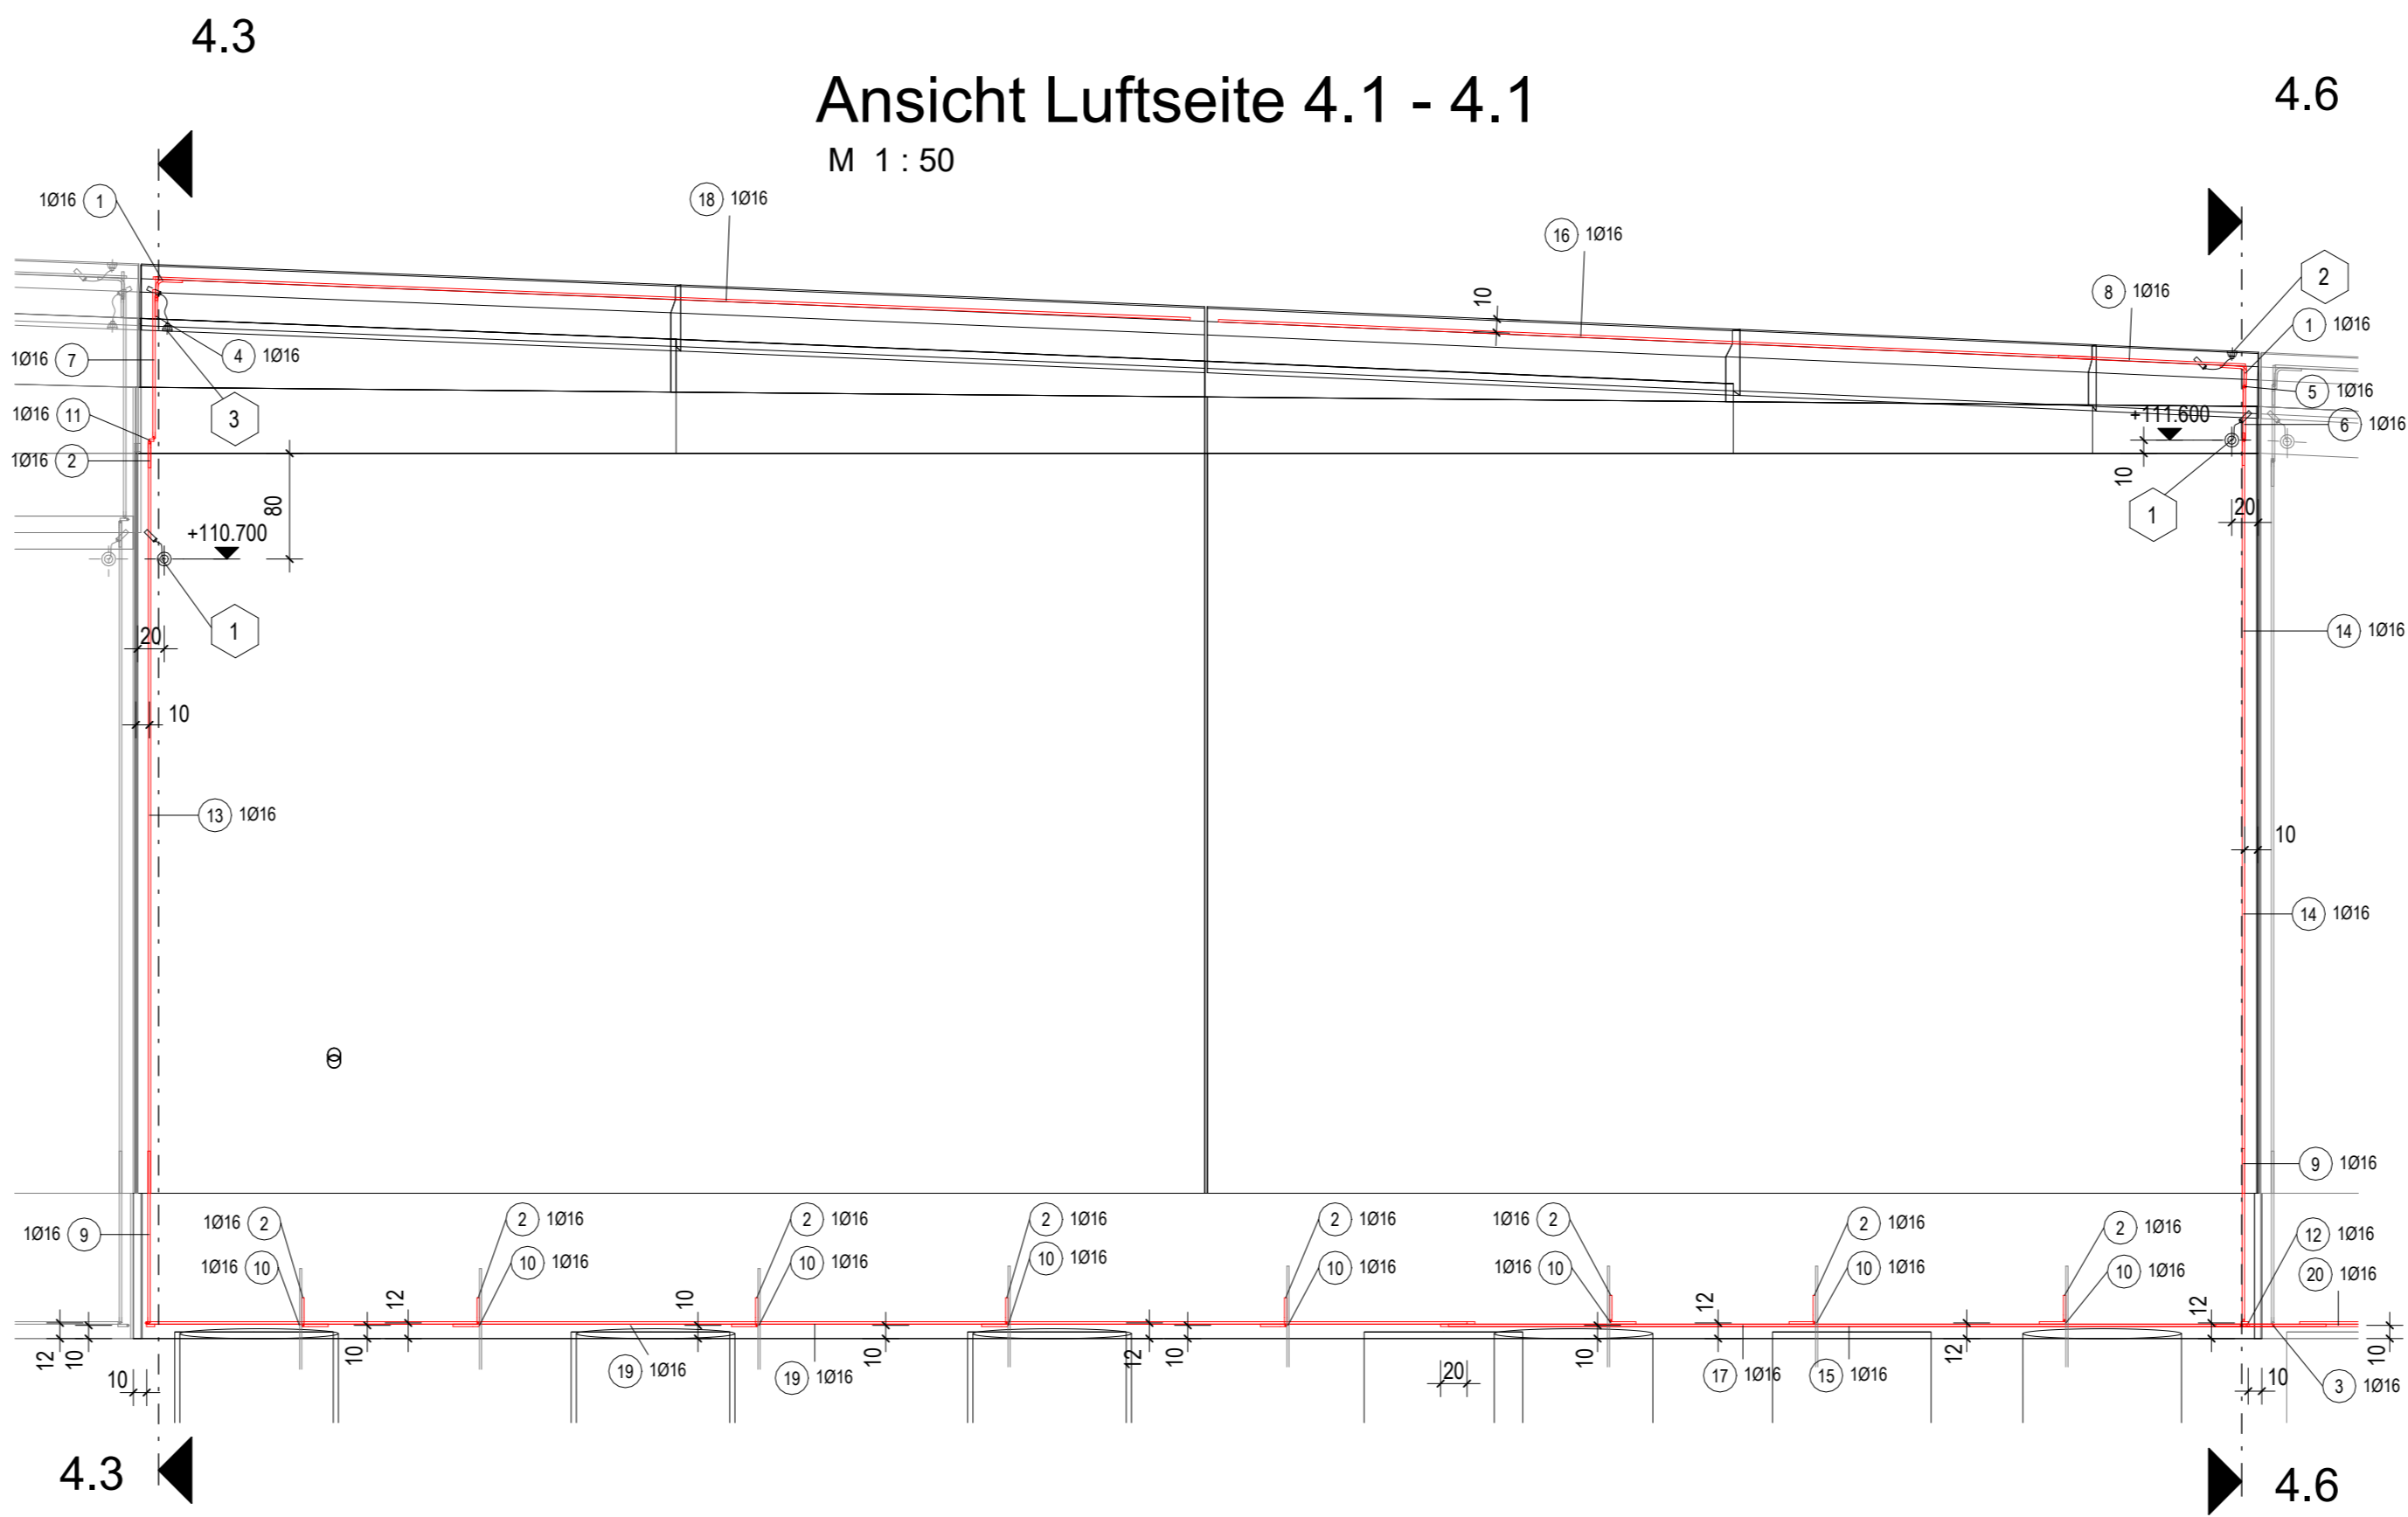 4.3
Ansicht Luftseite 4.1 - 4.1
4.6
M 1 : 50
1Ø16 1
18 1Ø16
16 1Ø16
2
8 1Ø16
10
1 1Ø16
1Ø16 7
4 1Ø16
5 1Ø16
3
1Ø16 11
+111.600
6 1Ø16
1Ø16 2
10
80
20
1
+110.700
20
1
14 1Ø16
10
13 1Ø16
10
14 1Ø16
9 1Ø16
1Ø16 9
1Ø16 2
2 1Ø16
2 1Ø16
2 1Ø16
2 1Ø16
1Ø16 2
2 1Ø16
2 1Ø16
12 1Ø16
1Ø16 10
10 1Ø16
10 1Ø16
10 1Ø16
10 1Ø16
1Ø16 10
10 1Ø16
10 1Ø16
20 1Ø16
12
10
12
12
12
10
10
10
12
10
10
12
10
10
19 1Ø16
19 1Ø16
20
17 1Ø16
15 1Ø16
10
3 1Ø16
4.3
4.6